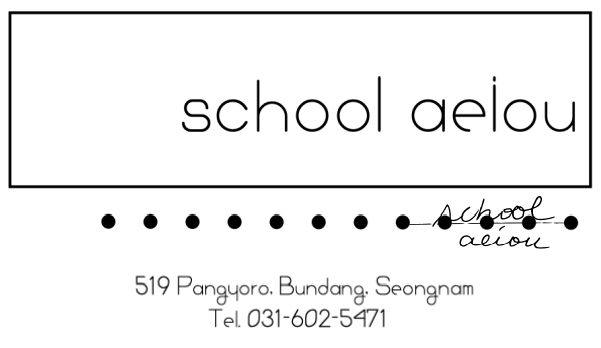 school aeiou
school
aeiou
519 Pangyoro. Bundang. Seongnam
Tel. 031-602-5471